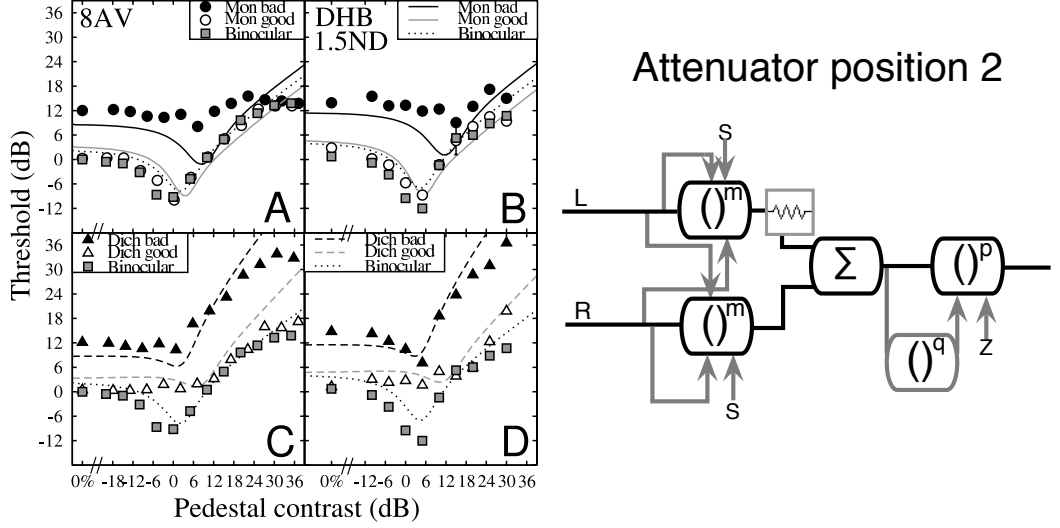 8AV
Mon bad
Mon good
Binocular
DHB
1.5ND
Mon bad
Mon good
Binocular
36
30
24
18
12
6
0
-6
-12
A
B
Threshold (dB)
Dich bad
Dich good
Binocular
Dich bad
Dich good
Binocular
36
30
24
18
12
6
0
-6
-12
C
D
0% -18 -12 -6 0 6 12 18 24 30 36
0% -18 -12 -6 0 6 12 18 24 30 36
Pedestal contrast (dB)
Attenuator position 2
S
L
()m
Σ
()p
R
()m
S
()q
Z